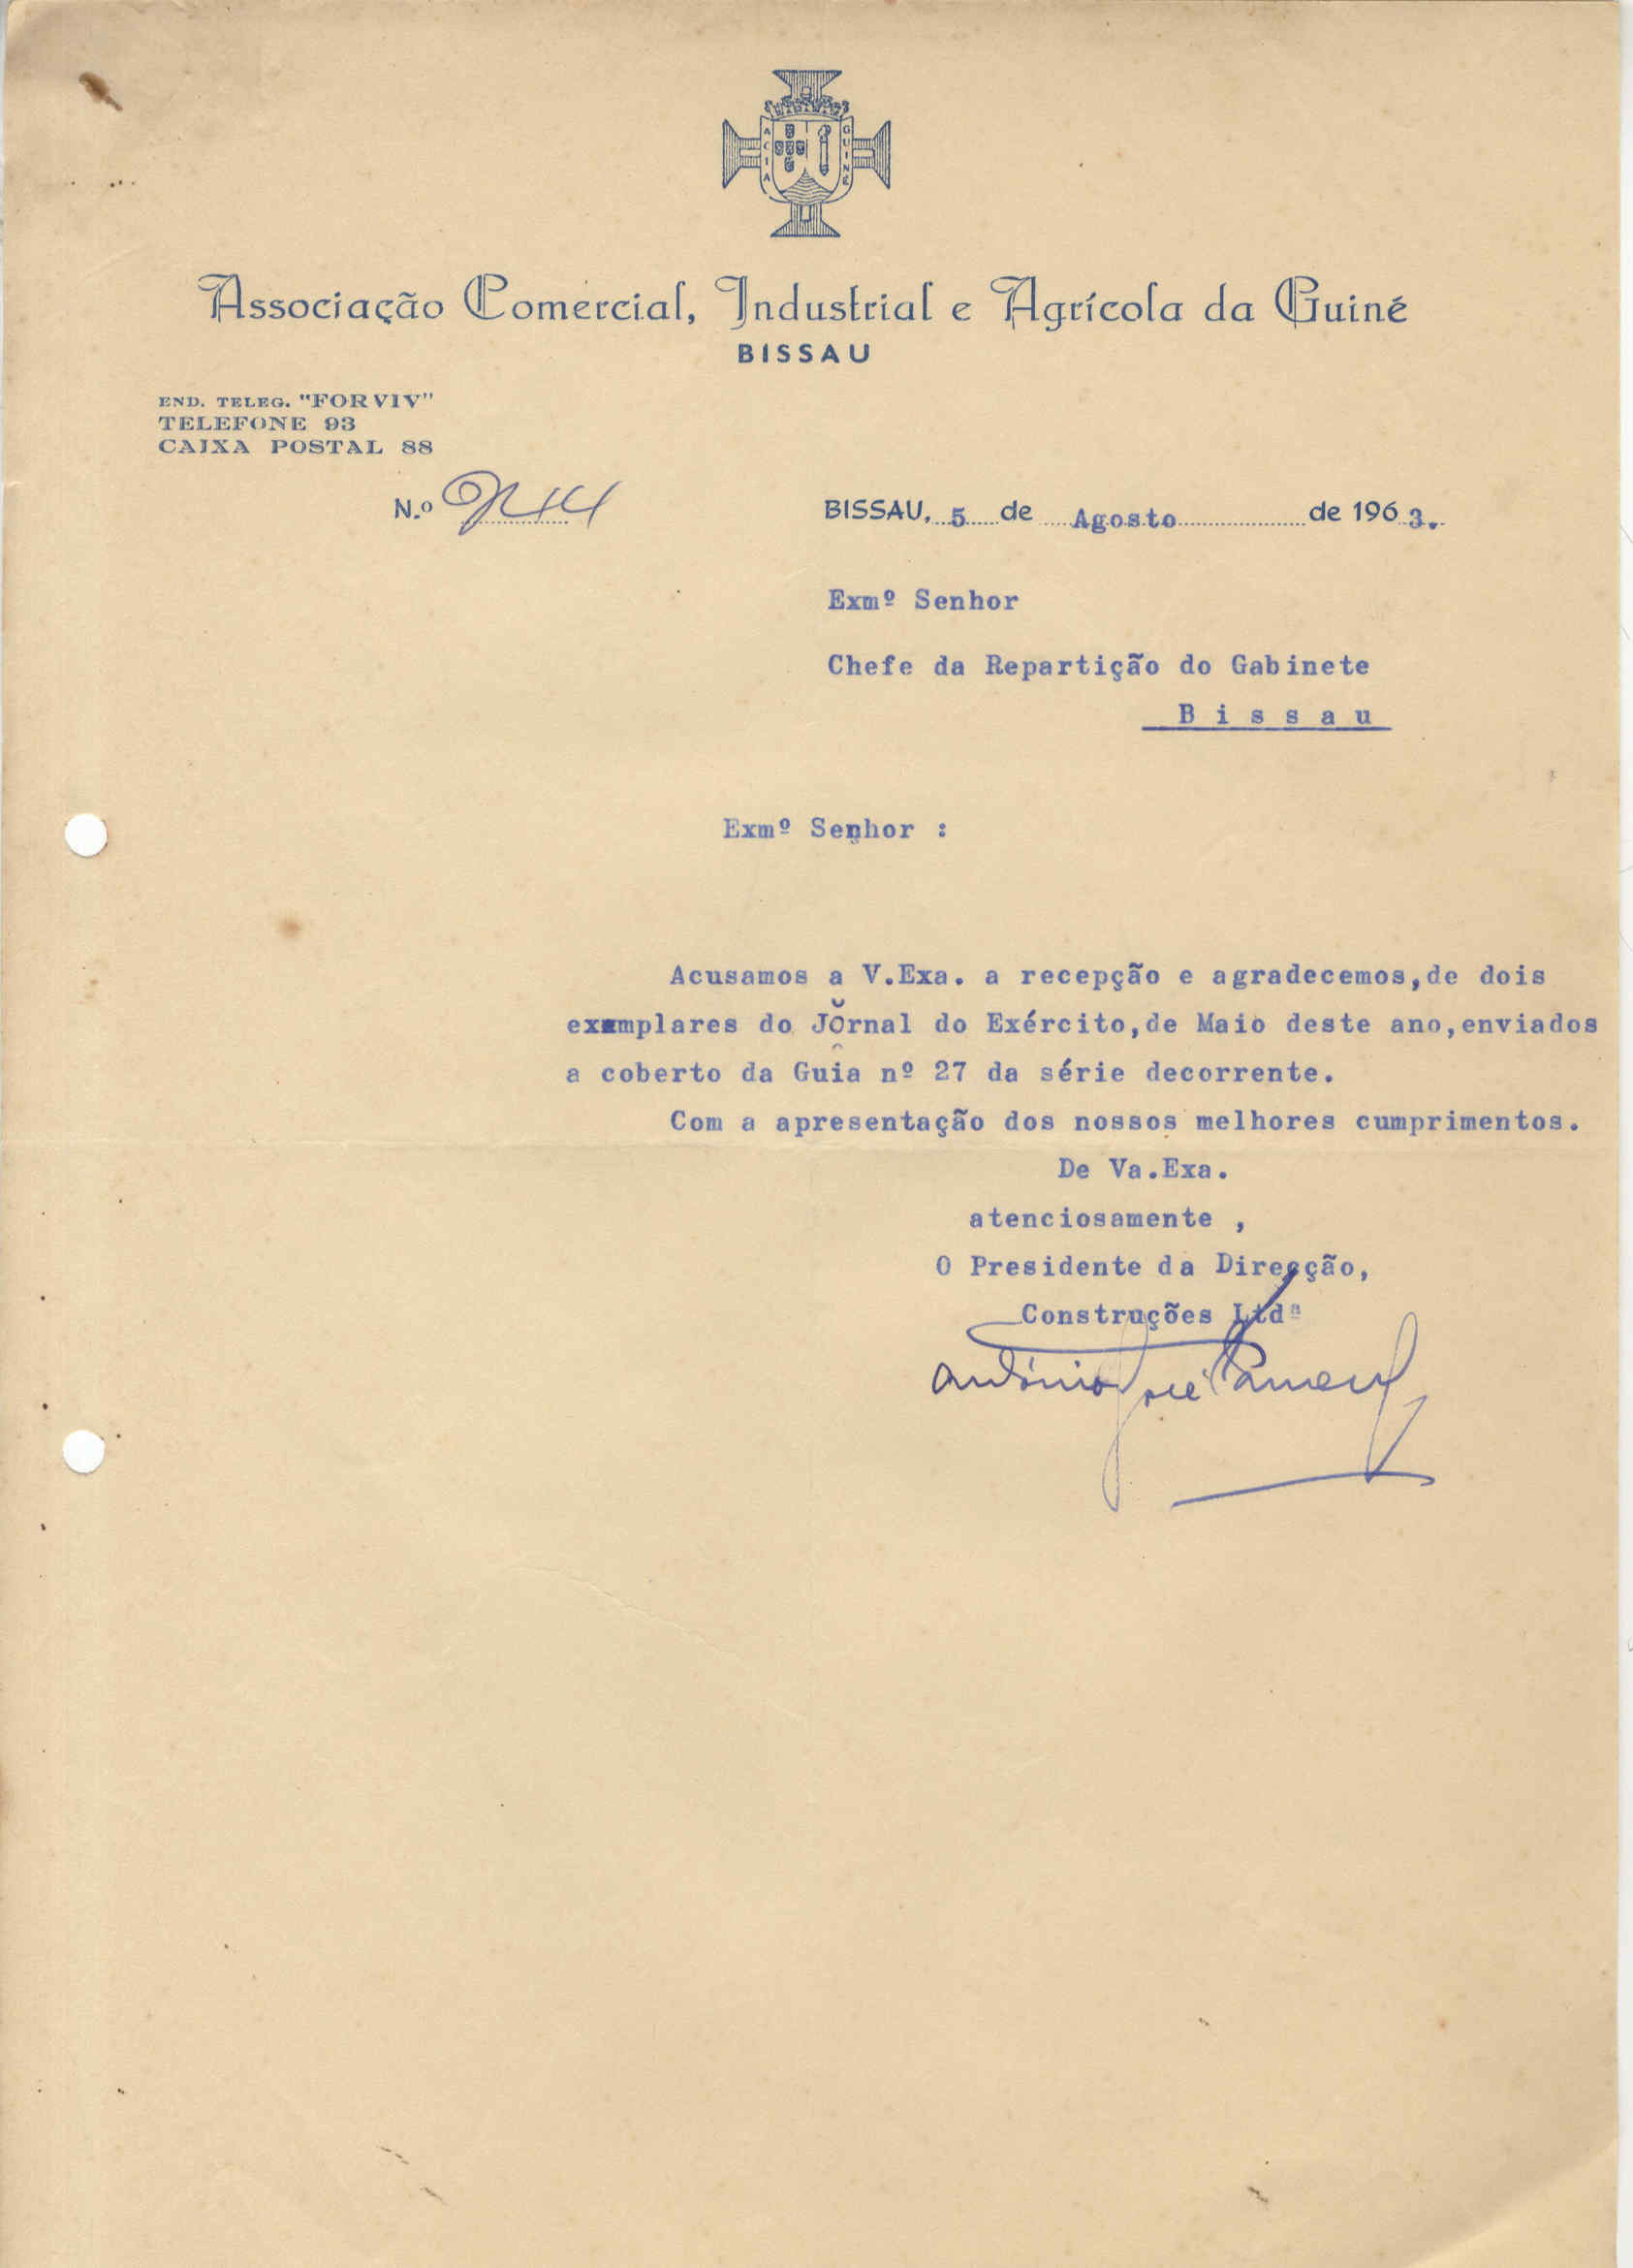 ACIA GUINÉ
Associação Comercial, Industrial e Agrícola da Guiné
BISSAU
END. TELEG. "FORVIV"
TELEFONE 93
CAIXA POSTAL 88
N.º
BISSAU, 5 de Agosto de 1963.
Exmº Senhor
Chefe da Repartição do Gabinete
B i s s a u
Exmº Senhor :
Acusamos a V.Exa. a recepção e agradecemos,de dois
exemplares do Jornal do Exército,de Maio deste ano,enviados
a coberto da Guia nº 27 da série decorrente.
Com a apresentação dos nossos melhores cumprimentos.
De Va.Exa.
atenciosamente ,
O Presidente da Direcção,
Construções Ltdª
António José